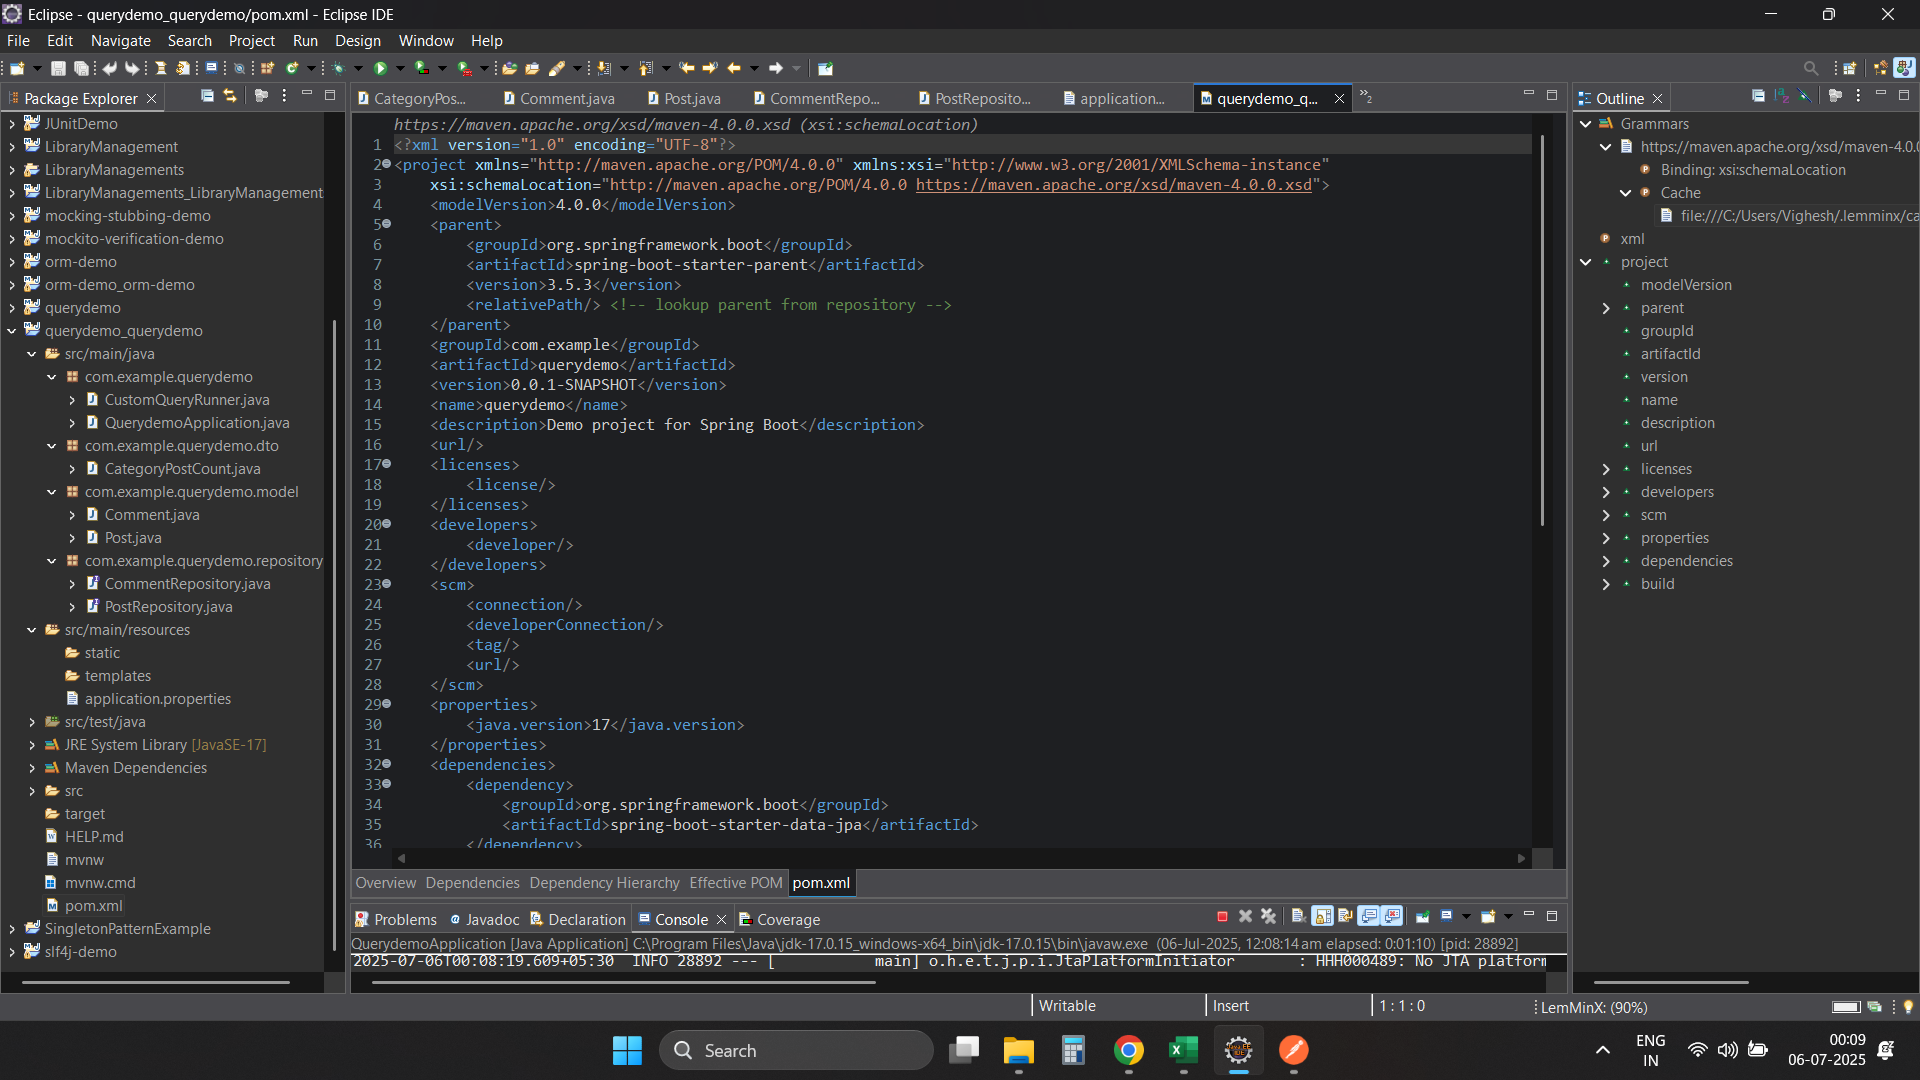 Eclipse - querydemo_querydemo/pom.xml - Eclipse IDE
File Edit Navigate Search Project Run Design Window Help
Package Explorer
JUnitDemo
LibraryManagement
LibraryManagements
LibraryManagements_LibraryManagement
mocking-stubbing-demo
mockito-verification-demo
orm-demo
orm-demo_orm-demo
querydemo
querydemo_querydemo
src/main/java
com.example.querydemo
CustomQueryRunner.java
QuerydemoApplication.java
com.example.querydemo.dto
CategoryPostCount.java
com.example.querydemo.model
Comment.java
Post.java
com.example.querydemo.repository
CommentRepository.java
PostRepository.java
src/main/resources
static
templates
application.properties
src/test/java
JRE System Library [JavaSE-17]
Maven Dependencies
src
target
HELP.md
mvnw
mvnw.cmd
pom.xml
SingletonPatternExample
slf4j-demo
CategoryPos... Comment.java Post.java CommentRepo... PostReposito... application... querydemo_q... »2
https://maven.apache.org/xsd/maven-4.0.0.xsd (xsi:schemaLocation)
1 <?xml version="1.0" encoding="UTF-8"?>
2 <project xmlns="http://maven.apache.org/POM/4.0.0" xmlns:xsi="http://www.w3.org/2001/XMLSchema-instance"
3 xsi:schemaLocation="http://maven.apache.org/POM/4.0.0 https://maven.apache.org/xsd/maven-4.0.0.xsd">
4 <modelVersion>4.0.0</modelVersion>
5 <parent>
6 <groupId>org.springframework.boot</groupId>
7 <artifactId>spring-boot-starter-parent</artifactId>
8 <version>3.5.3</version>
9 <relativePath/> <!-- lookup parent from repository -->
10 </parent>
11 <groupId>com.example</groupId>
12 <artifactId>querydemo</artifactId>
13 <version>0.0.1-SNAPSHOT</version>
14 <name>querydemo</name>
15 <description>Demo project for Spring Boot</description>
16 <url/>
17 <licenses>
18 <license/>
19 </licenses>
20 <developers>
21 <developer/>
22 </developers>
23 <scm>
24 <connection/>
25 <developerConnection/>
26 <tag/>
27 <url/>
28 </scm>
29 <properties>
30 <java.version>17</java.version>
31 </properties>
32 <dependencies>
33 <dependency>
34 <groupId>org.springframework.boot</groupId>
35 <artifactId>spring-boot-starter-data-jpa</artifactId>
36 </dependency>
Overview Dependencies Dependency Hierarchy Effective POM pom.xml
Problems Javadoc Declaration Console Coverage
QuerydemoApplication [Java Application] C:\Program Files\Java\jdk-17.0.15_windows-x64_bin\jdk-17.0.15\bin\javaw.exe (06-Jul-2025, 12:08:14 am elapsed: 0:01:10) [pid: 28892]
2025-07-06T00:08:19.609+05:30 INFO 28892 --- [ main] o.h.e.t.j.p.i.JtaPlatformInitiator : HHH000489: No JTA platform
Outline
Grammars
https://maven.apache.org/xsd/maven-4.0.0
Binding: xsi:schemaLocation
Cache
file:///C:/Users/Vighesh/.lemminx/ca
xml
project
modelVersion
parent
groupId
artifactId
version
name
description
url
licenses
developers
scm
properties
dependencies
build
Writable Insert 1 : 1 : 0 LemMinX: (90%)
Search
ENG
IN
00:09
06-07-2025